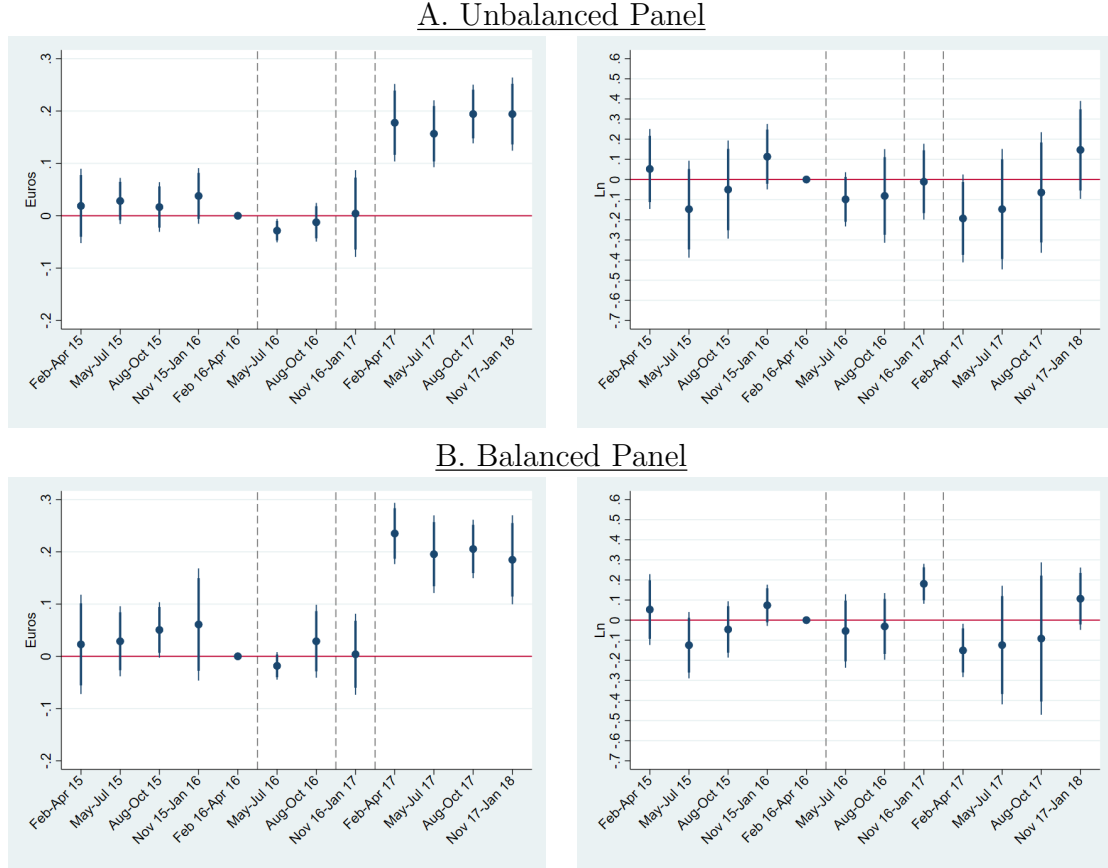 A. Unbalanced Panel
.3
.2
.1
0
-.1
-.2
Euros
Feb-Apr 15
May-Jul 15
Aug-Oct 15
Nov 15-Jan 16
Feb 16-Apr 16
May-Jul 16
Aug-Oct 16
Nov 16-Jan 17
Feb-Apr 17
May-Jul 17
Aug-Oct 17
Nov 17-Jan 18
.6
.5
.4
.3
.2
.1
0
-.1
-.2
-.3
-.4
-.5
-.6
-.7
Ln
Feb-Apr 15
May-Jul 15
Aug-Oct 15
Nov 15-Jan 16
Feb 16-Apr 16
May-Jul 16
Aug-Oct 16
Nov 16-Jan 17
Feb-Apr 17
May-Jul 17
Aug-Oct 17
Nov 17-Jan 18
B. Balanced Panel
.3
.2
.1
0
-.1
-.2
Euros
Feb-Apr 15
May-Jul 15
Aug-Oct 15
Nov 15-Jan 16
Feb 16-Apr 16
May-Jul 16
Aug-Oct 16
Nov 16-Jan 17
Feb-Apr 17
May-Jul 17
Aug-Oct 17
Nov 17-Jan 18
.6
.5
.4
.3
.2
.1
0
-.1
-.2
-.3
-.4
-.5
-.6
-.7
Ln
Feb-Apr 15
May-Jul 15
Aug-Oct 15
Nov 15-Jan 16
Feb 16-Apr 16
May-Jul 16
Aug-Oct 16
Nov 16-Jan 17
Feb-Apr 17
May-Jul 17
Aug-Oct 17
Nov 17-Jan 18